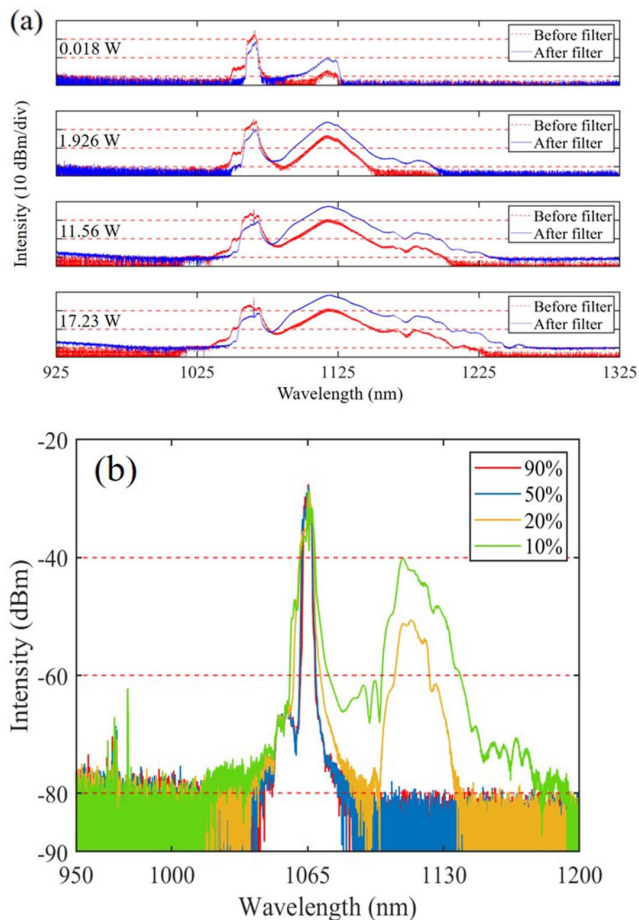 (a)
0.018 W
Before filter
After filter
1.926 W
Before filter
After filter
11.56 W
Before filter
After filter
17.23 W
Before filter
After filter
Intensity (10 dBm/div)
925 1025 1125 1225 1325
Wavelength (nm)
(b)
90%
50%
20%
10%
-20
-40
-60
-80
-90
Intensity (dBm)
950 1000 1065 1130 1200
Wavelength (nm)